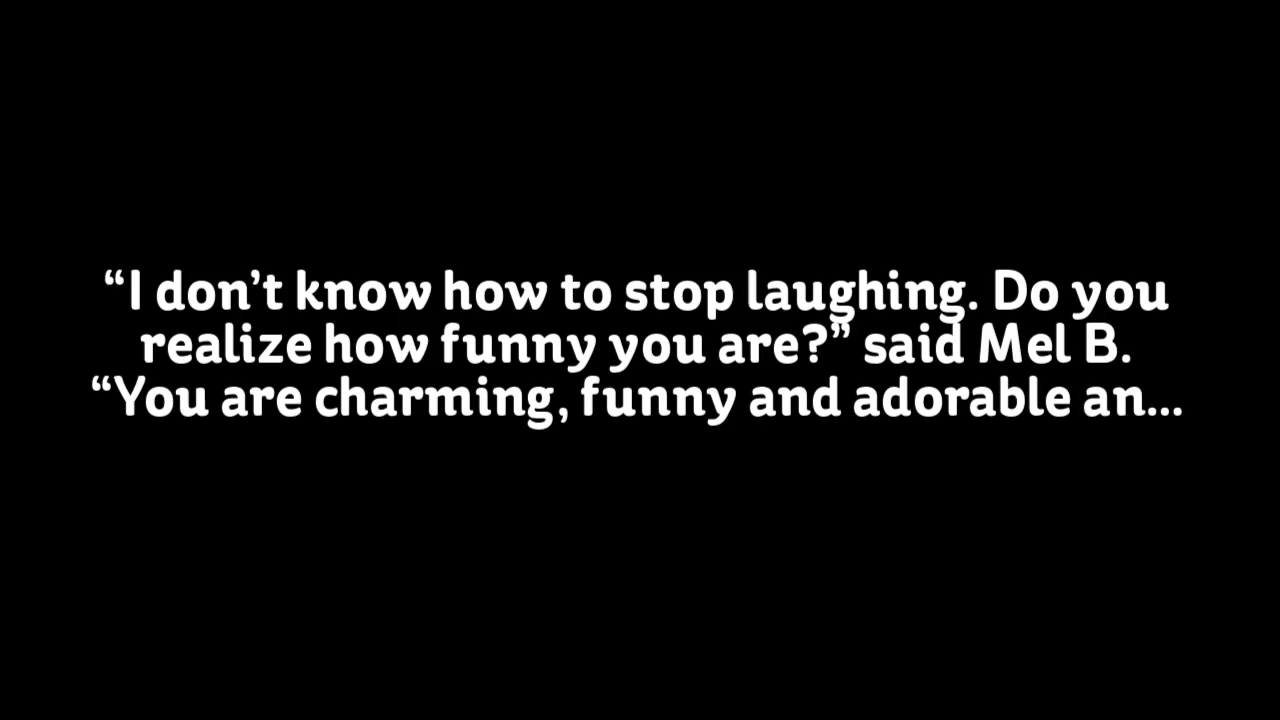 “I don’t know how to stop laughing. Do you
realize how funny you are?” said Mel B.
“You are charming, funny and adorable an...